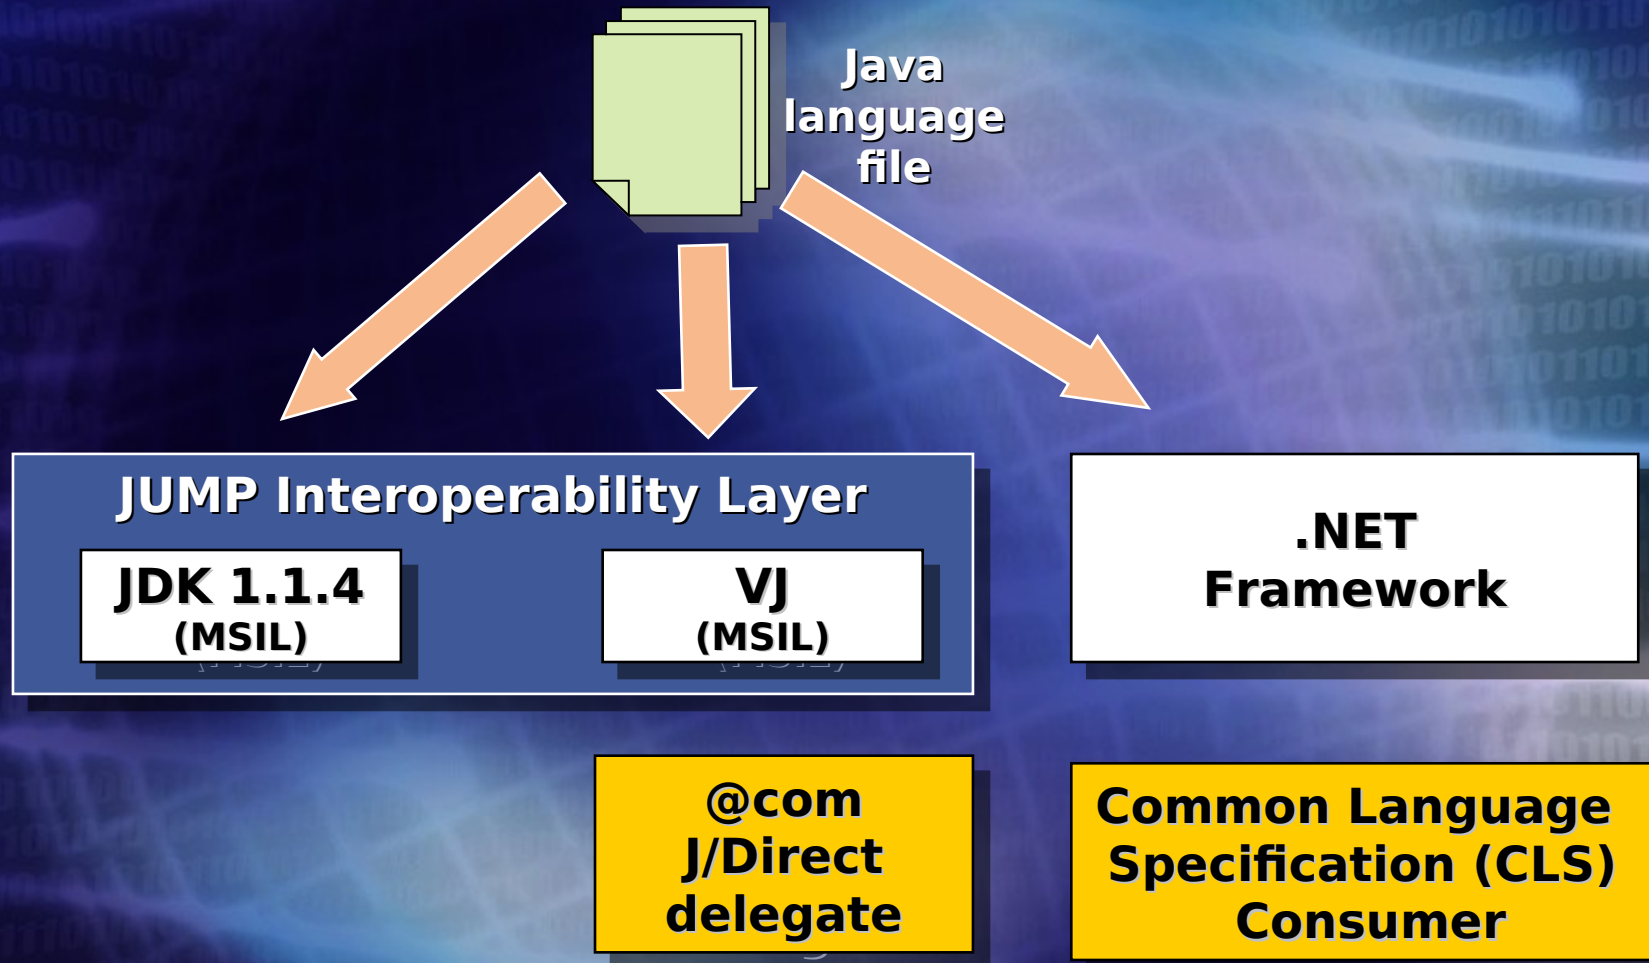 Java
language
file
JUMP Interoperability Layer
JDK 1.1.4
(MSIL)
VJ
(MSIL)
.NET
Framework
@com
J/Direct
delegate
Common Language
Specification (CLS)
Consumer